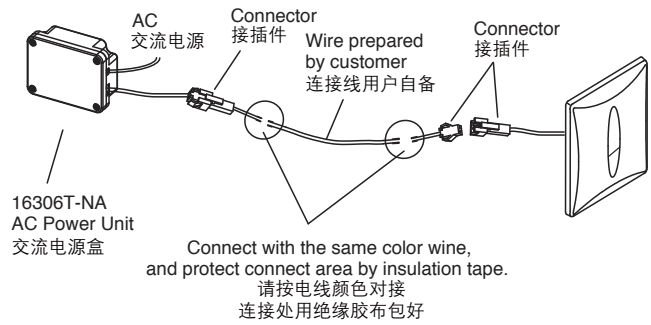 AC
交流电源
Connector
接插件
Wire prepared
by customer
连接线用户自备
Connector
接插件
16306T-NA
AC Power Unit
交流电源盒
Connect with the same color wine,
and protect connect area by insulation tape.
请按电线颜色对接
连接处用绝缘胶布包好